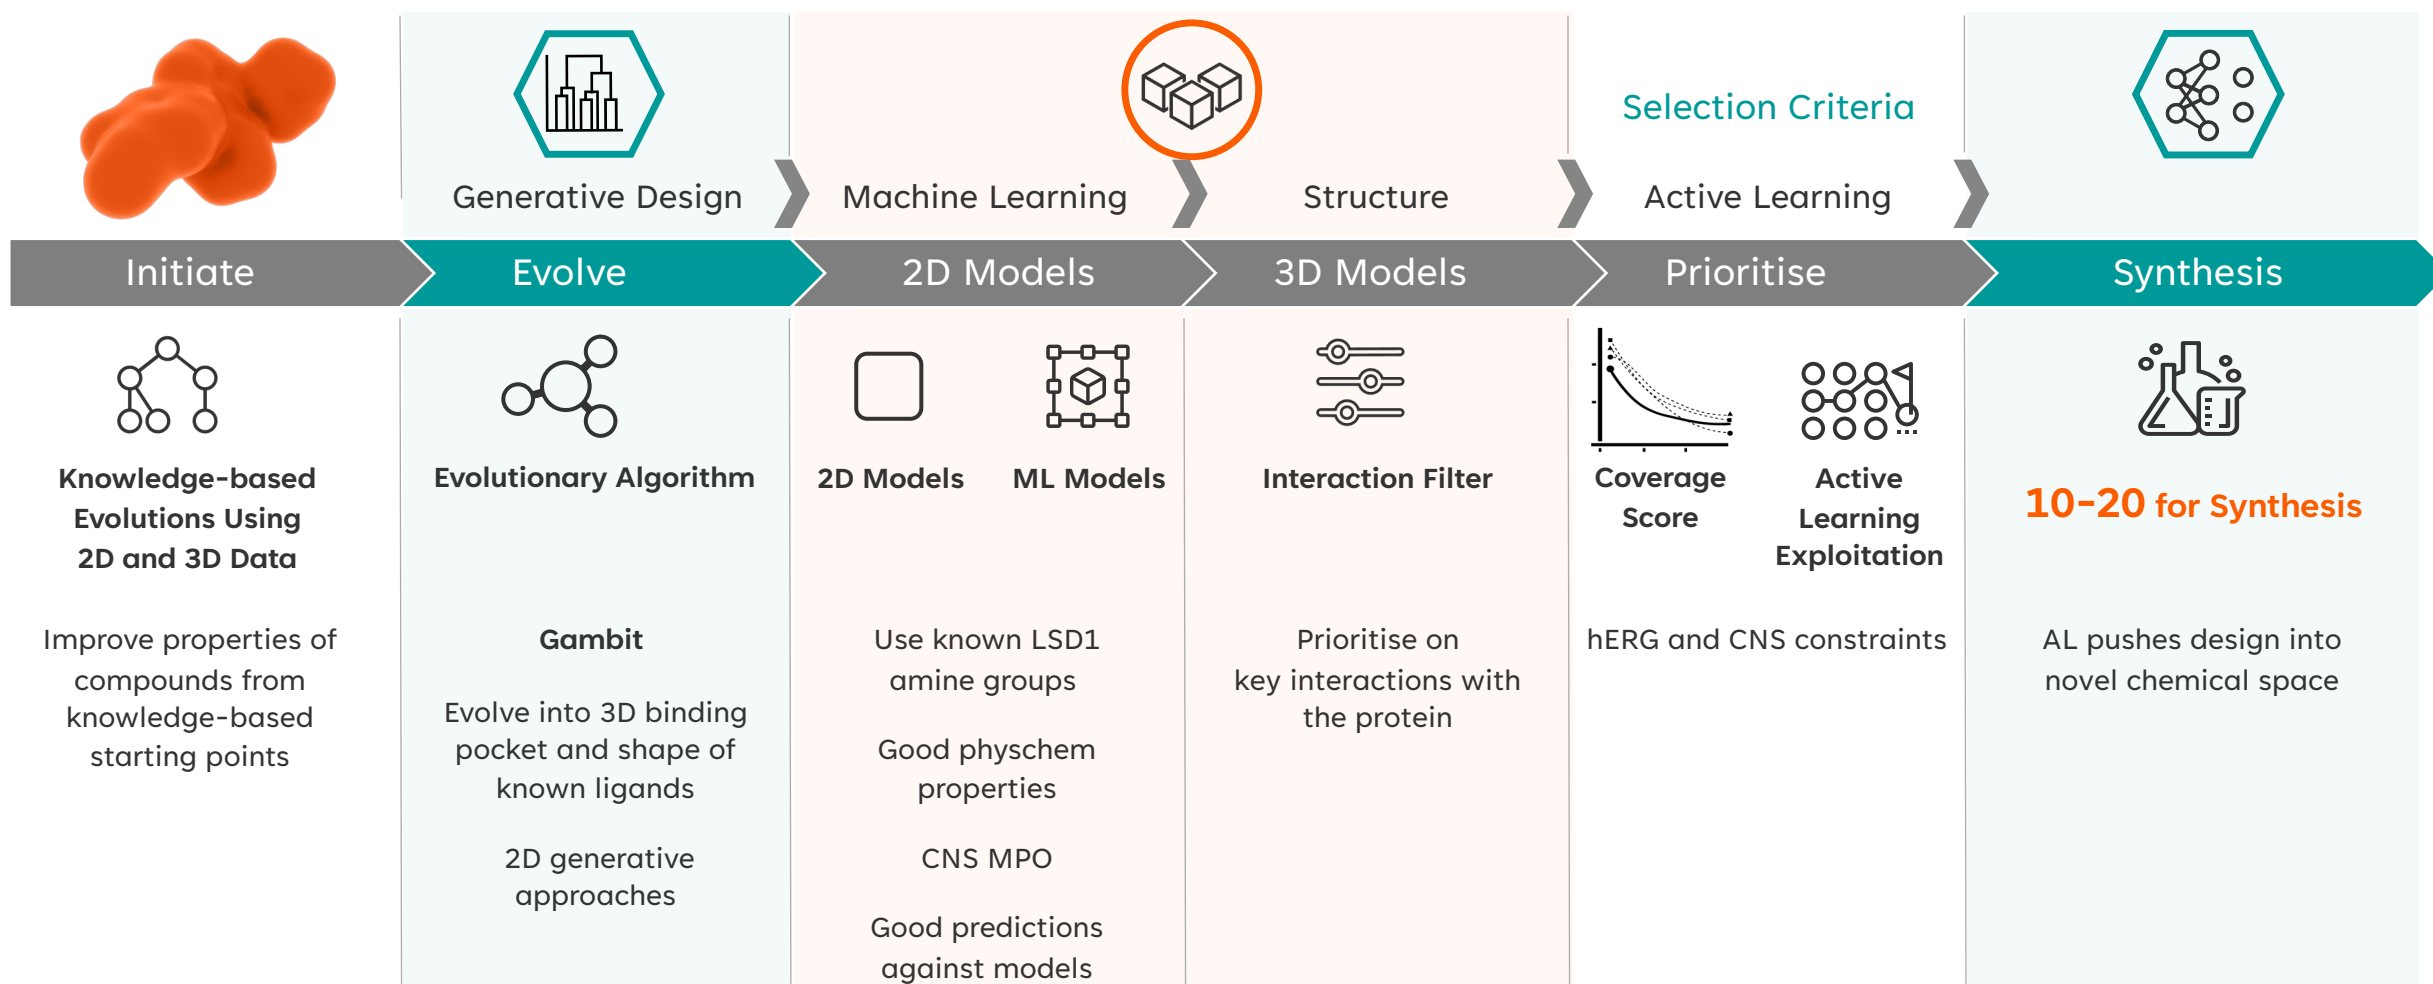 Selection Criteria
Generative Design
Machine Learning
Structure
Active Learning
Initiate
Evolve
2D Models
3D Models
Prioritise
Synthesis
Knowledge-based
Evolutions Using
2D and 3D Data
Improve properties of
compounds from
knowledge-based
starting points
Evolutionary Algorithm
Gambit
Evolve into 3D binding
pocket and shape of
known ligands
2D generative
approaches
2D Models
ML Models
Use known LSD1
amine groups
Good physchem
properties
CNS MPO
Good predictions
against models
Interaction Filter
Prioritise on
key interactions with
the protein
Coverage
Score
Active
Learning
Exploitation
hERG and CNS constraints
10-20 for Synthesis
AL pushes design into
novel chemical space